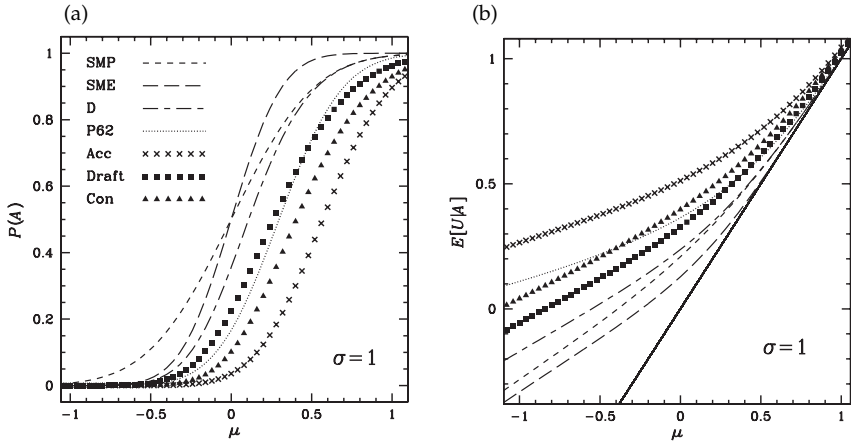 (a)
SMP
SME
D
P62
Acc
Draft
Con
P(A)
1
0.8
0.6
0.4
0.2
0
-1
-0.5
0
0.5
1
μ
σ=1
(b)
E[U|A]
1
0.5
0
-1
-0.5
0
0.5
1
μ
σ=1